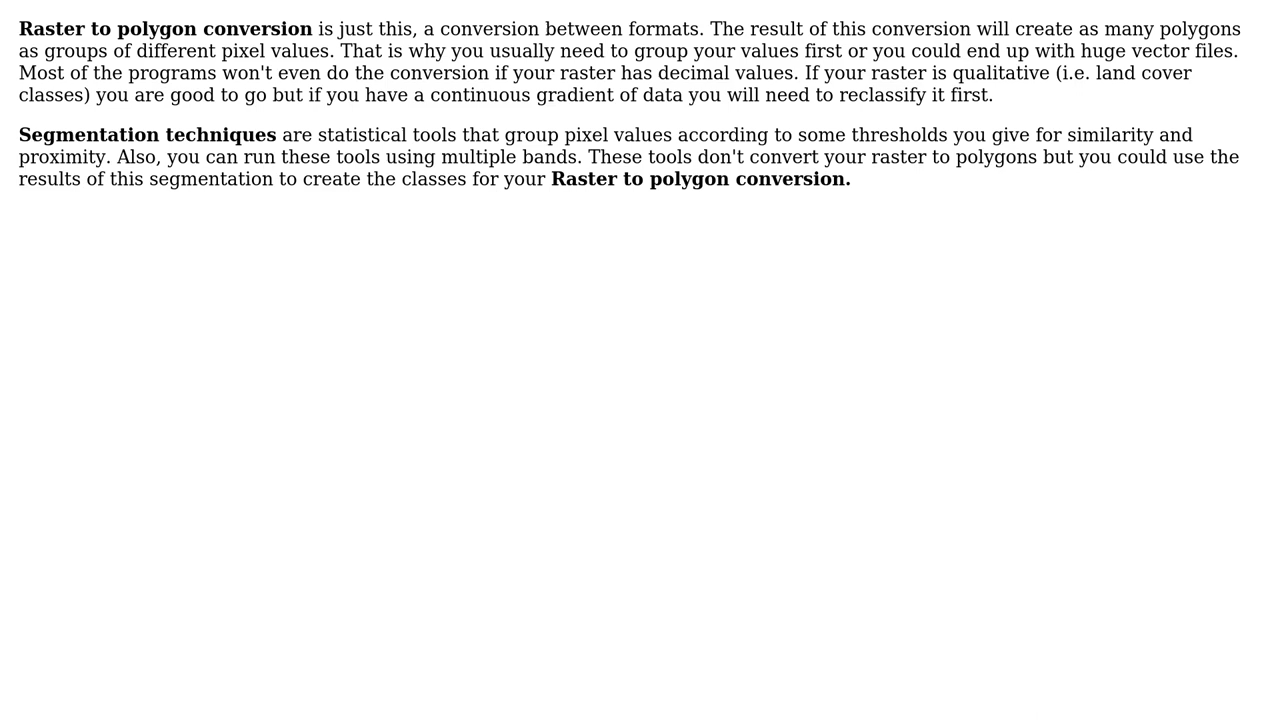 Raster to polygon conversion is just this, a conversion between formats. The result of this conversion will create as many polygons
as groups of different pixel values. That is why you usually need to group your values first or you could end up with huge vector files.
Most of the programs won't even do the conversion if your raster has decimal values. If your raster is qualitative (i.e. land cover
classes) you are good to go but if you have a continuous gradient of data you will need to reclassify it first.
Segmentation techniques are statistical tools that group pixel values according to some thresholds you give for similarity and
proximity. Also, you can run these tools using multiple bands. These tools don't convert your raster to polygons but you could use the
results of this segmentation to create the classes for your Raster to polygon conversion.